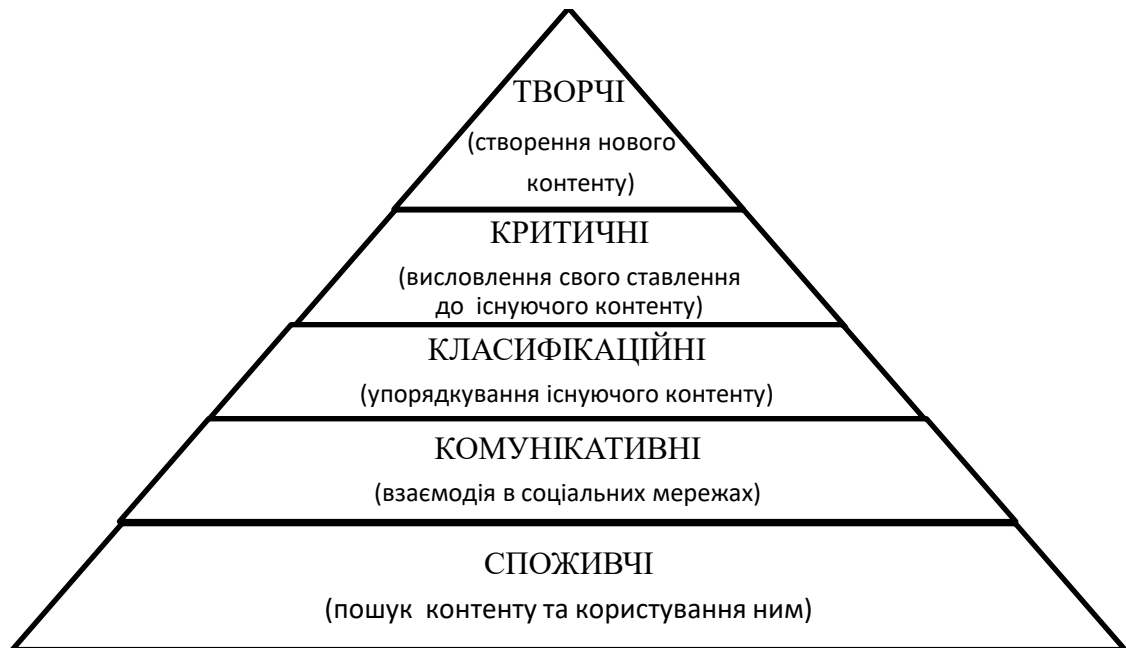 ТВОРЧІ
(створення нового
контенту)
КРИТИЧНІ
(висловлення свого ставлення
до існуючого контенту)
КЛАСИФІКАЦІЙНІ
(упорядкування існуючого контенту)
КОМУНІКАТИВНІ
(взаємодія в соціальних мережах)
СПОЖИВЧІ
(пошук контенту та користування ним)